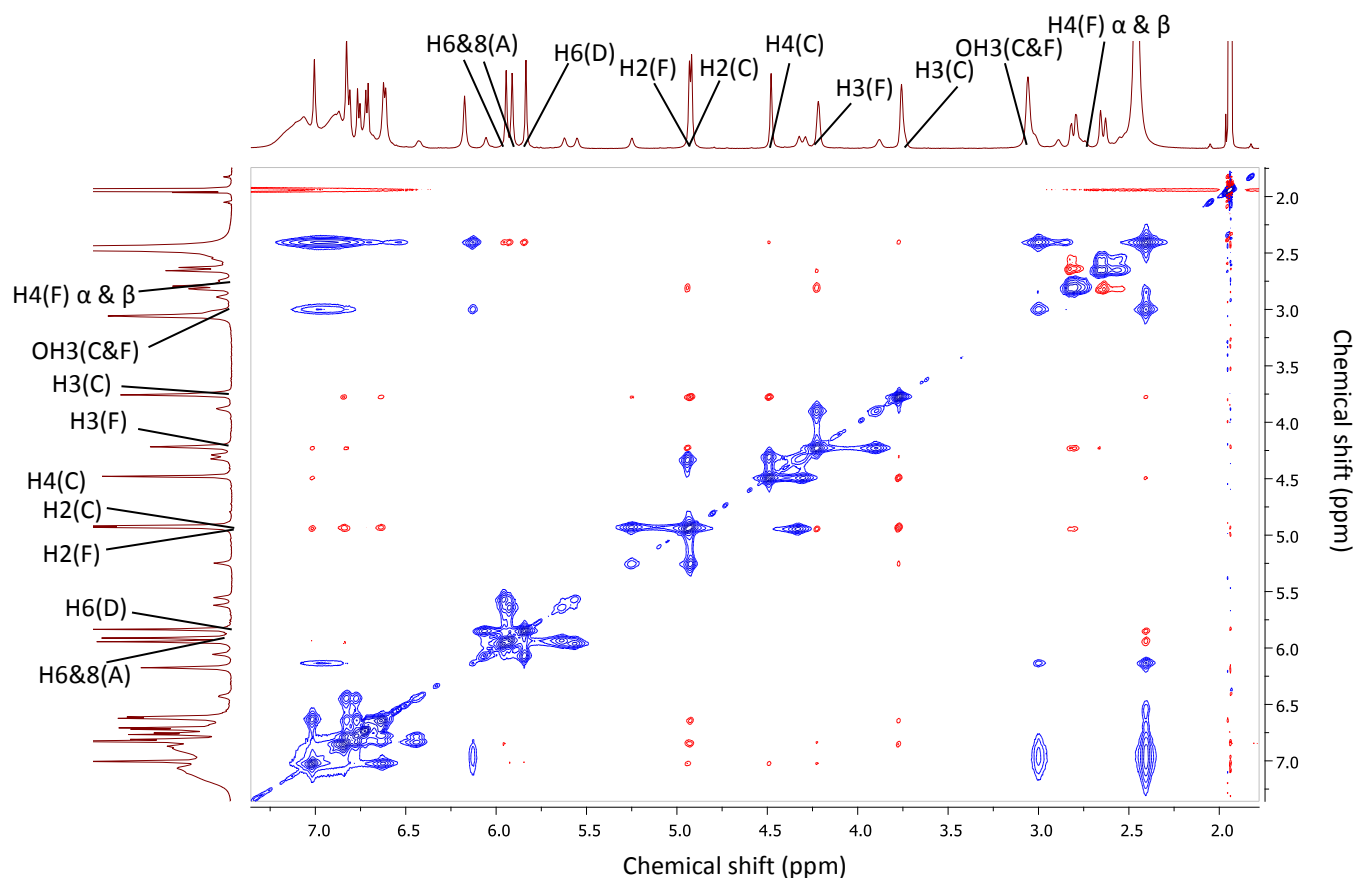 H4(F) α & β
H6&8(A)
H6(D)
H2(F)
H2(C)
H4(C)
H3(F)
OH3(C&F)
H3(C)
H4(F) α & β
OH3(C&F)
H3(C)
H3(F)
H4(C)
H2(C)
H2(F)
H6(D)
H6&8(A)
2.0
2.5
3.0
3.5
4.0
4.5
5.0
5.5
6.0
6.5
7.0
Chemical shift (ppm)
7.0 6.5 6.0 5.5 5.0 4.5 4.0 3.5 3.0 2.5 2.0
Chemical shift (ppm)